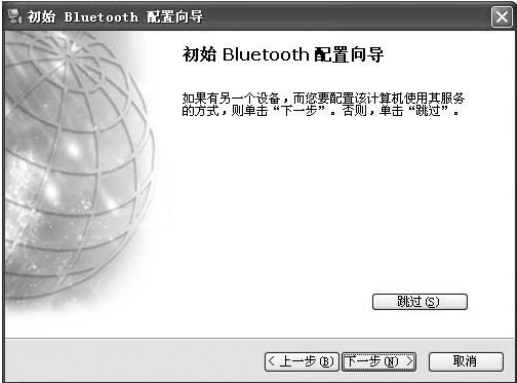 初始 Bluetooth 配置向导
初始 Bluetooth 配置向导
如果有另一个设备，而您要配置该计算机使用其服务
的方式，则单击“下一步”。否则，单击“跳过”。
跳过(S)
< 上一步(B) 下一步(N) > 取消